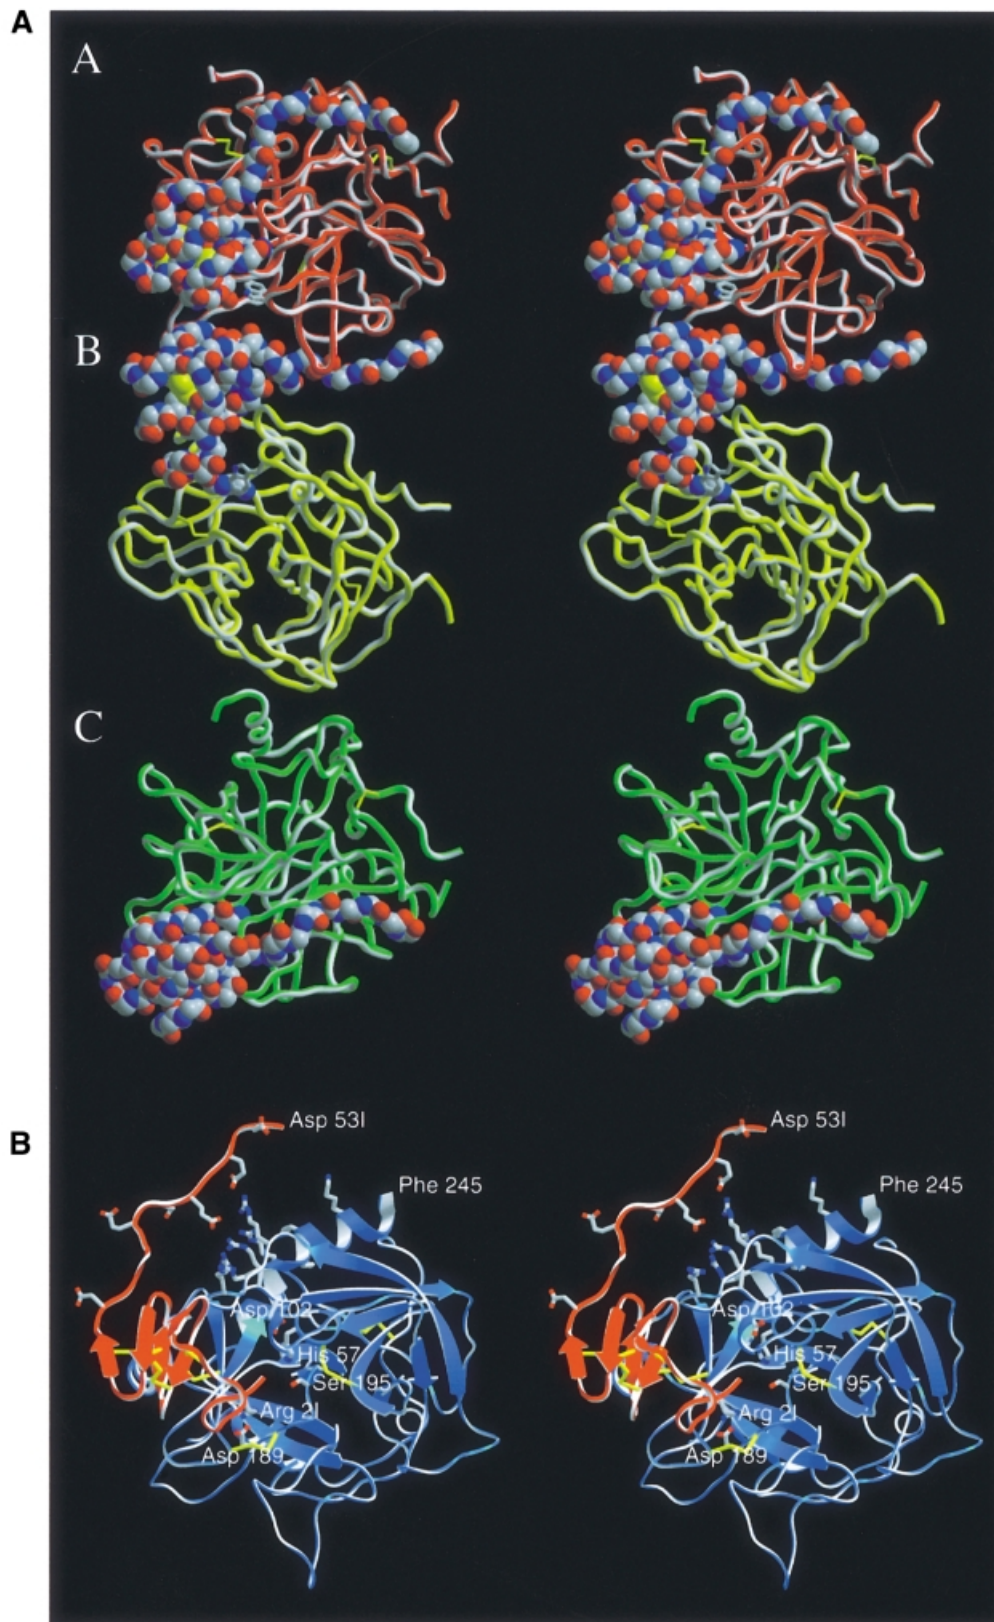 A
A
B
C
B
Asp 53I Asp 53I
Phe 245 Phe 245
Asp 102 Asp 102
His 57 His 57
Ser 195 Ser 195
Arg 2I Arg 2I
Asp 189 Asp 189